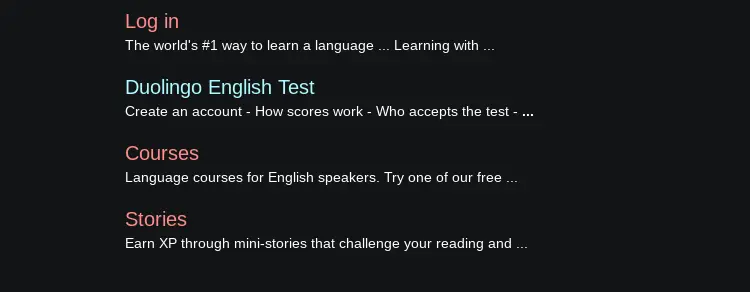 Log in
The world's #1 way to learn a language ... Learning with ...
Duolingo English Test
Create an account - How scores work - Who accepts the test - ...
Courses
Language courses for English speakers. Try one of our free ...
Stories
Earn XP through mini-stories that challenge your reading and ...